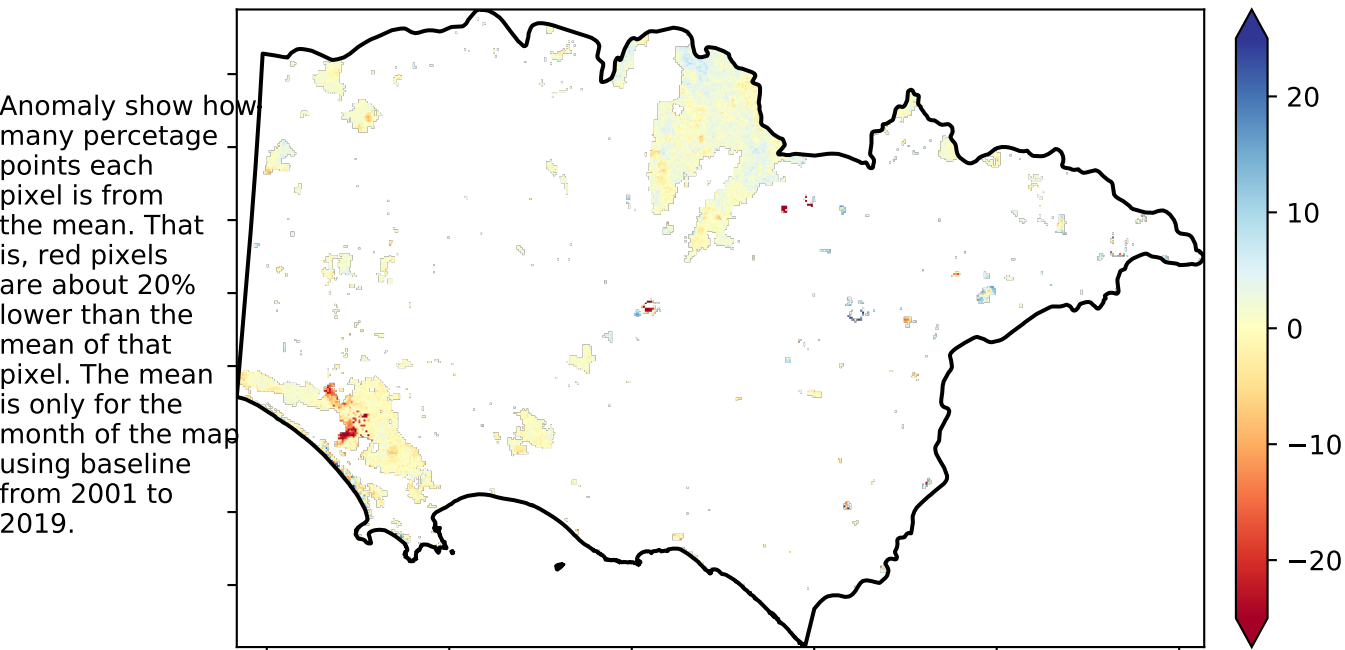 Anomaly show how
many percetage
points each
pixel is from
the mean. That
is, red pixels
are about 20%
lower than the
mean of that
pixel. The mean
is only for the
month of the map
using baseline
from 2001 to
2019.
20
10
0
−10
−20